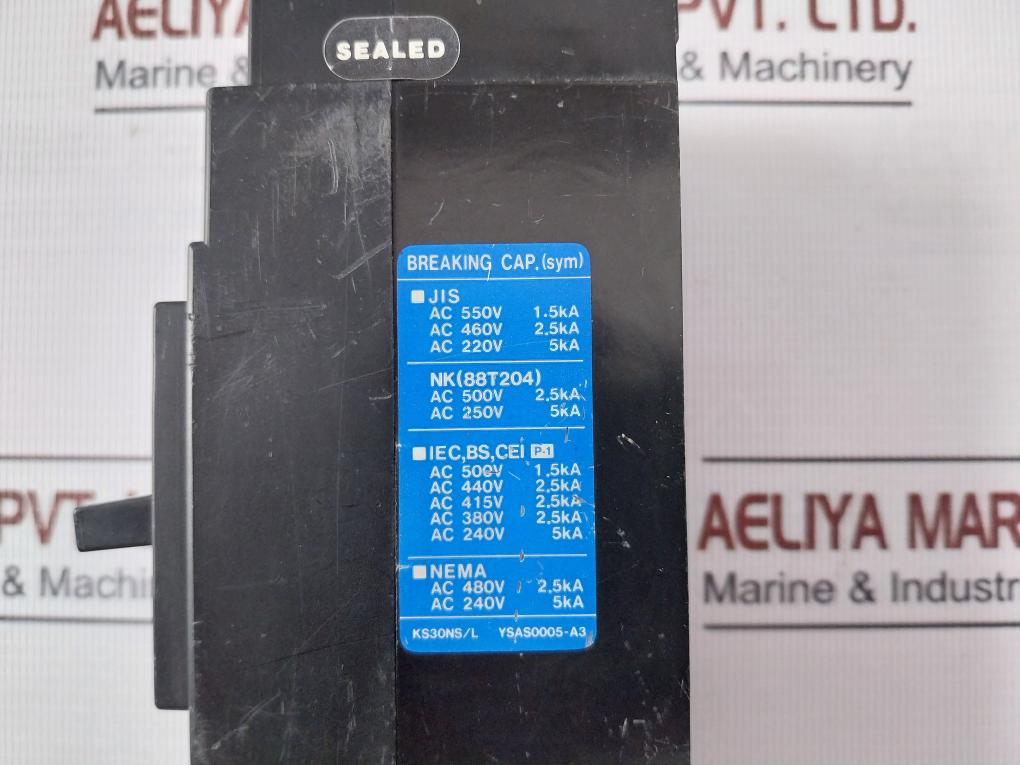 AELIYA PVT. LTD.
Marine & & Machinery
SEALED
BREAKING CAP.(sym)
■JIS
AC 550V 1.5kA
AC 460V 2.5kA
AC 220V 5kA
NK(88T204)
AC 500V 2.5kA
AC 250V 5kA
■IEC,BS,CEI P-1
AC 500V 1.5kA
AC 440V 2.5kA
AC 415V 2.5kA
AC 380V 2.5kA
AC 240V 5kA
■NEMA
AC 480V 2.5kA
AC 240V 5kA
KS30NS/L YSAS0005-A3
PVT
& Machin
AELIYA MAR
Marine & Industr